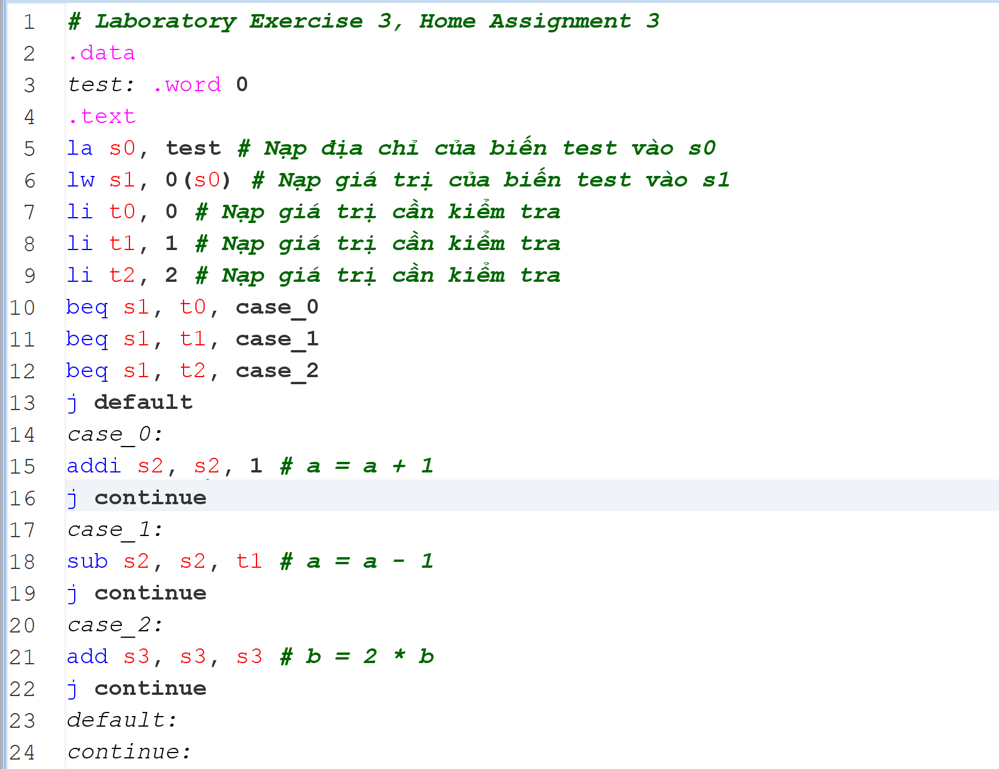 1 # Laboratory Exercise 3, Home Assignment 3
2 .data
3 test: .word 0
4 .text
5 la s0, test # Nạp địa chỉ của biến test vào s0
6 lw s1, 0(s0) # Nạp giá trị của biến test vào s1
7 li t0, 0 # Nạp giá trị cần kiểm tra
8 li t1, 1 # Nạp giá trị cần kiểm tra
9 li t2, 2 # Nạp giá trị cần kiểm tra
10 beq s1, t0, case_0
11 beq s1, t1, case_1
12 beq s1, t2, case_2
13 j default
14 case_0:
15 addi s2, s2, 1 # a = a + 1
16 j continue
17 case_1:
18 sub s2, s2, t1 # a = a - 1
19 j continue
20 case_2:
21 add s3, s3, s3 # b = 2 * b
22 j continue
23 default:
24 continue: